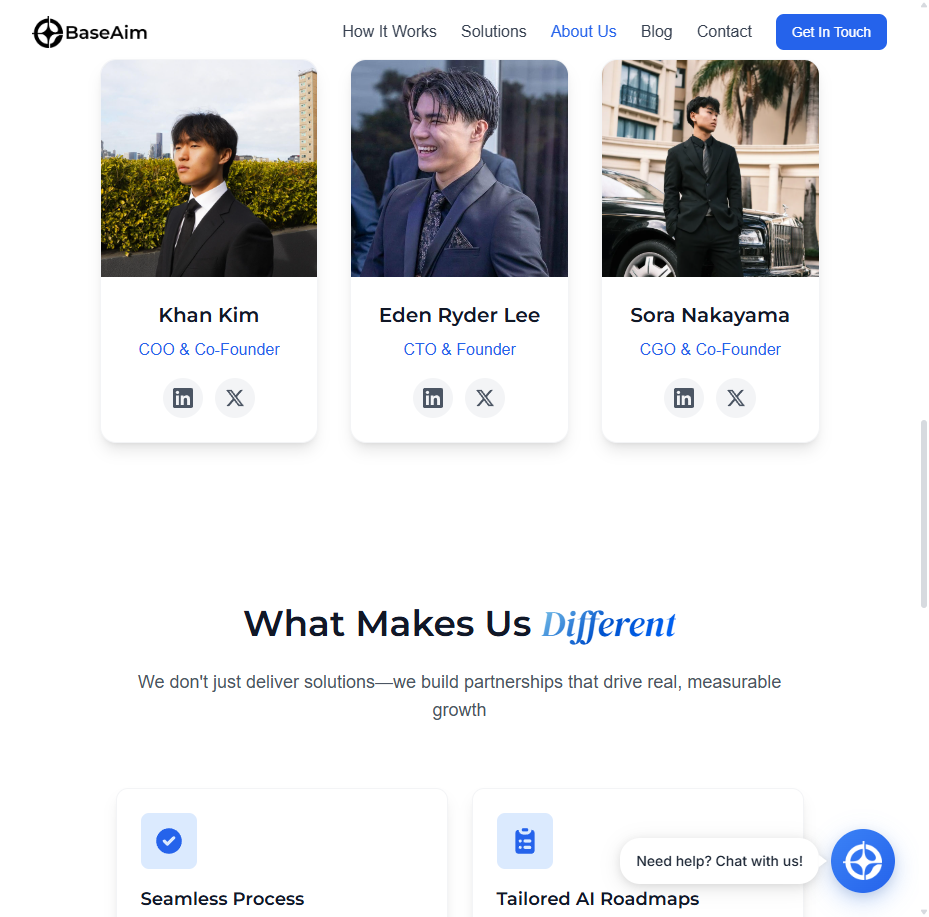 BaseAim
How It Works Solutions About Us Blog Contact Get In Touch
Khan Kim Eden Ryder Lee Sora Nakayama
COO & Co-Founder CTO & Founder CGO & Co-Founder
What Makes Us Different
We don't just deliver solutions—we build partnerships that drive real, measurable
growth
Need help? Chat with us!
Seamless Process Tailored AI Roadmaps